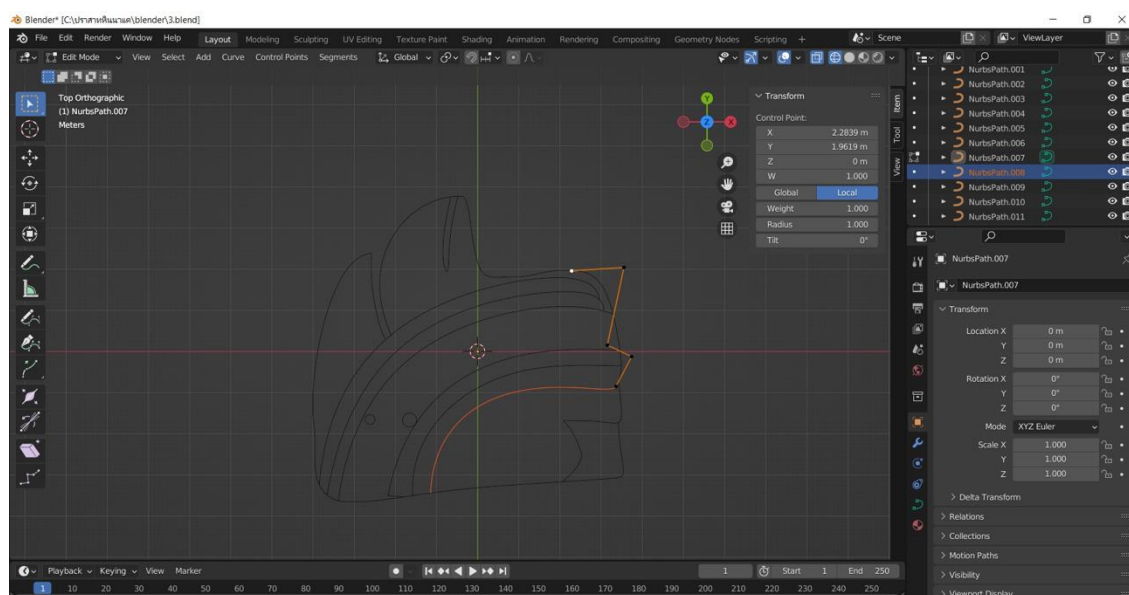 Blender* [C:\ปราสาทหินนาแค\blender\3.blend]
File Edit Render Window Help Layout Modeling Sculpting UV Editing Texture Paint Shading Animation Rendering Compositing Geometry Nodes Scripting + Scene ViewLayer
Edit Mode View Select Add Curve Control Points Segments Global
Top Orthographic
(1) NurbsPath.007
Meters
Y
X
Z
Transform
Control Point:
X 2.2839 m
Y 1.9619 m
Z 0 m
W 1.000
Global Local
Weight 1.000
Radius 1.000
Tilt 0°
Item
Tool
View
NurbsPath.001
NurbsPath.002
NurbsPath.003
NurbsPath.004
NurbsPath.005
NurbsPath.006
NurbsPath.007
NurbsPath.008
NurbsPath.009
NurbsPath.010
NurbsPath.011
NurbsPath.007
NurbsPath.007
Transform
Location X 0 m
Y 0 m
Z 0 m
Rotation X 0°
Y 0°
Z 0°
Mode XYZ Euler
Scale X 1.000
Y 1.000
Z 1.000
Delta Transform
Relations
Collections
Motion Paths
Visibility
Viewport Display
Playback Keying View Marker 1 Start 1 End 250
1 10 20 30 40 50 60 70 80 90 100 110 120 130 140 150 160 170 180 190 200 210 220 230 240 250